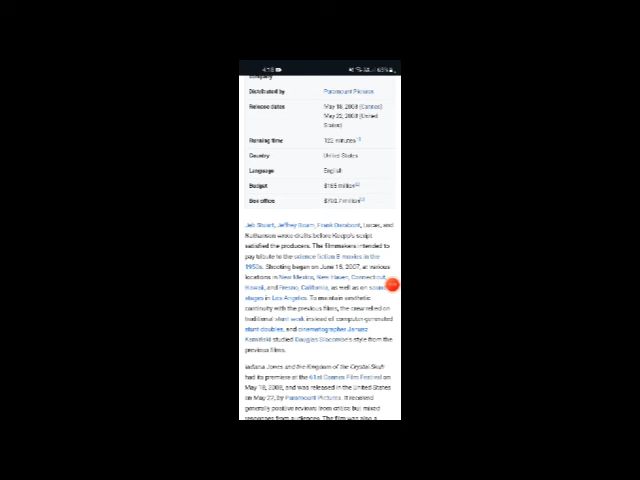 company
Distributed by Paramount Pictures
Release dates May 18, 2008 (Cannes)
May 22, 2008 (United
States)
Running time 122 minutes
Country United States
Language English
Budget $185 million
Box office million
Jeb Stuart, Jeffrey Boam, Frank Darabont, Lucas, and
Nathanson wrote drafts before Koepp's script
satisfied the producers. The filmmakers intended to
pay tribute to the science fiction B movies in the
1950s. Shooting began on June 18, 2007, at various
locations in New Mexico, New Haven, Connecticut,
Hawaii, and Fresno, California, as well as on sound
stages in Los Angeles. To maintain aesthetic
continuity with the previous films, the crew relied on
traditional stunt work instead of computer-generated
stunt doubles, and cinematographer Janusz
Kamiński studied Douglas Slocombe's style from the
previous films.
Indiana Jones and the Kingdom of the Crystal Skull
had its premiere at the 61st Cannes Film Festival on
May 18, 2008, and was released in the United States
on May 22, by Paramount Pictures. It received
generally positive reviews from critics but mixed
responses from audiences. The film was also a